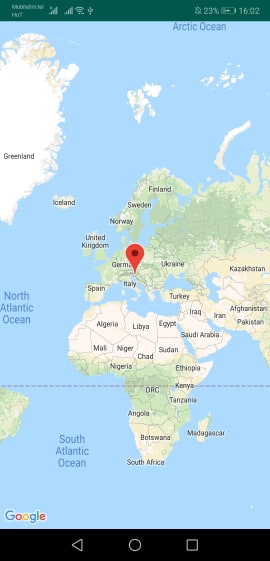 Mobiledirndel 23% 16:02
HoT
Arctic Ocean
Greenland
Finland
Iceland
Sweden
Norway
United
Kingdom
Germ
Ukraine
Kazakhstan
Spain
Italy
Turkey
North
Atlantic
Ocean
Iraq
Iran
Afghanistan
Pakistan
Algeria
Libya
Egypt
Saudi Arabia
Mali
Niger
Chad
Sudan
Nigeria
Ethiopia
DRC
Kenya
Tanzania
Angola
Botswana
Madagascar
South
Atlantic
Ocean
South Africa
Google